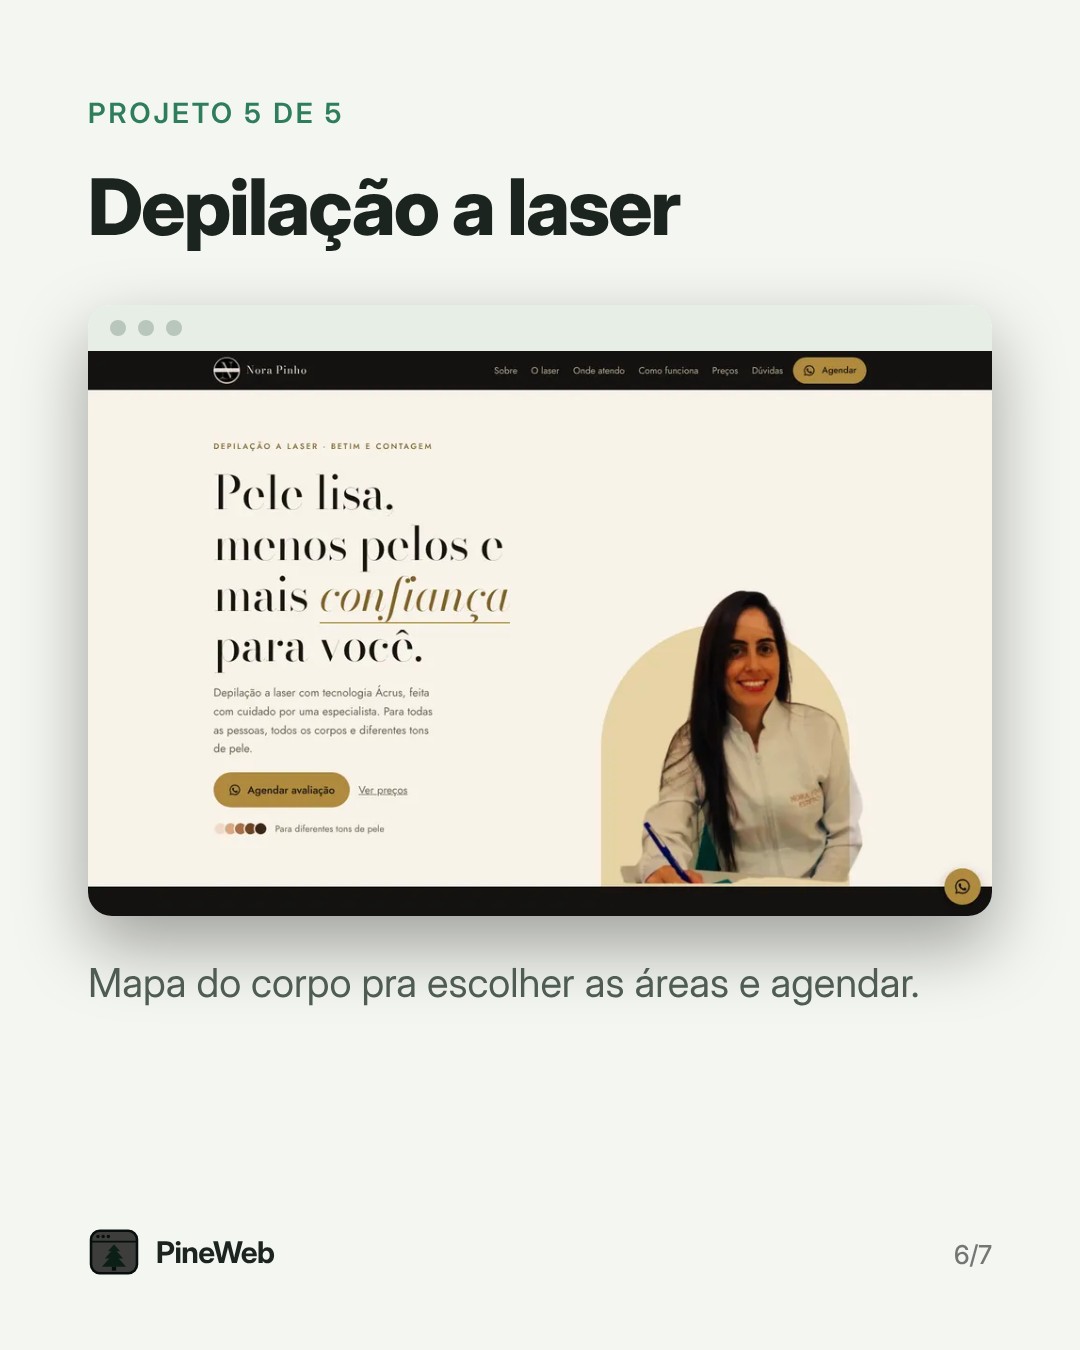 PROJETO 5 DE 5
Depilação a laser
Nora Pinho
Sobre O laser Onde atendo Como funciona Preços Dúvidas Agendar
DEPILAÇÃO A LASER · BETIM E CONTAGEM
Pele lisa,
menos pelos e
mais confiança
para você.
Depilação a laser com tecnologia Ácrus, feita
com cuidado por uma especialista. Para todas
as pessoas, todos os corpos e diferentes tons
de pele.
Agendar avaliação Ver preços
Para diferentes tons de pele
Mapa do corpo pra escolher as áreas e agendar.
PineWeb
6/7